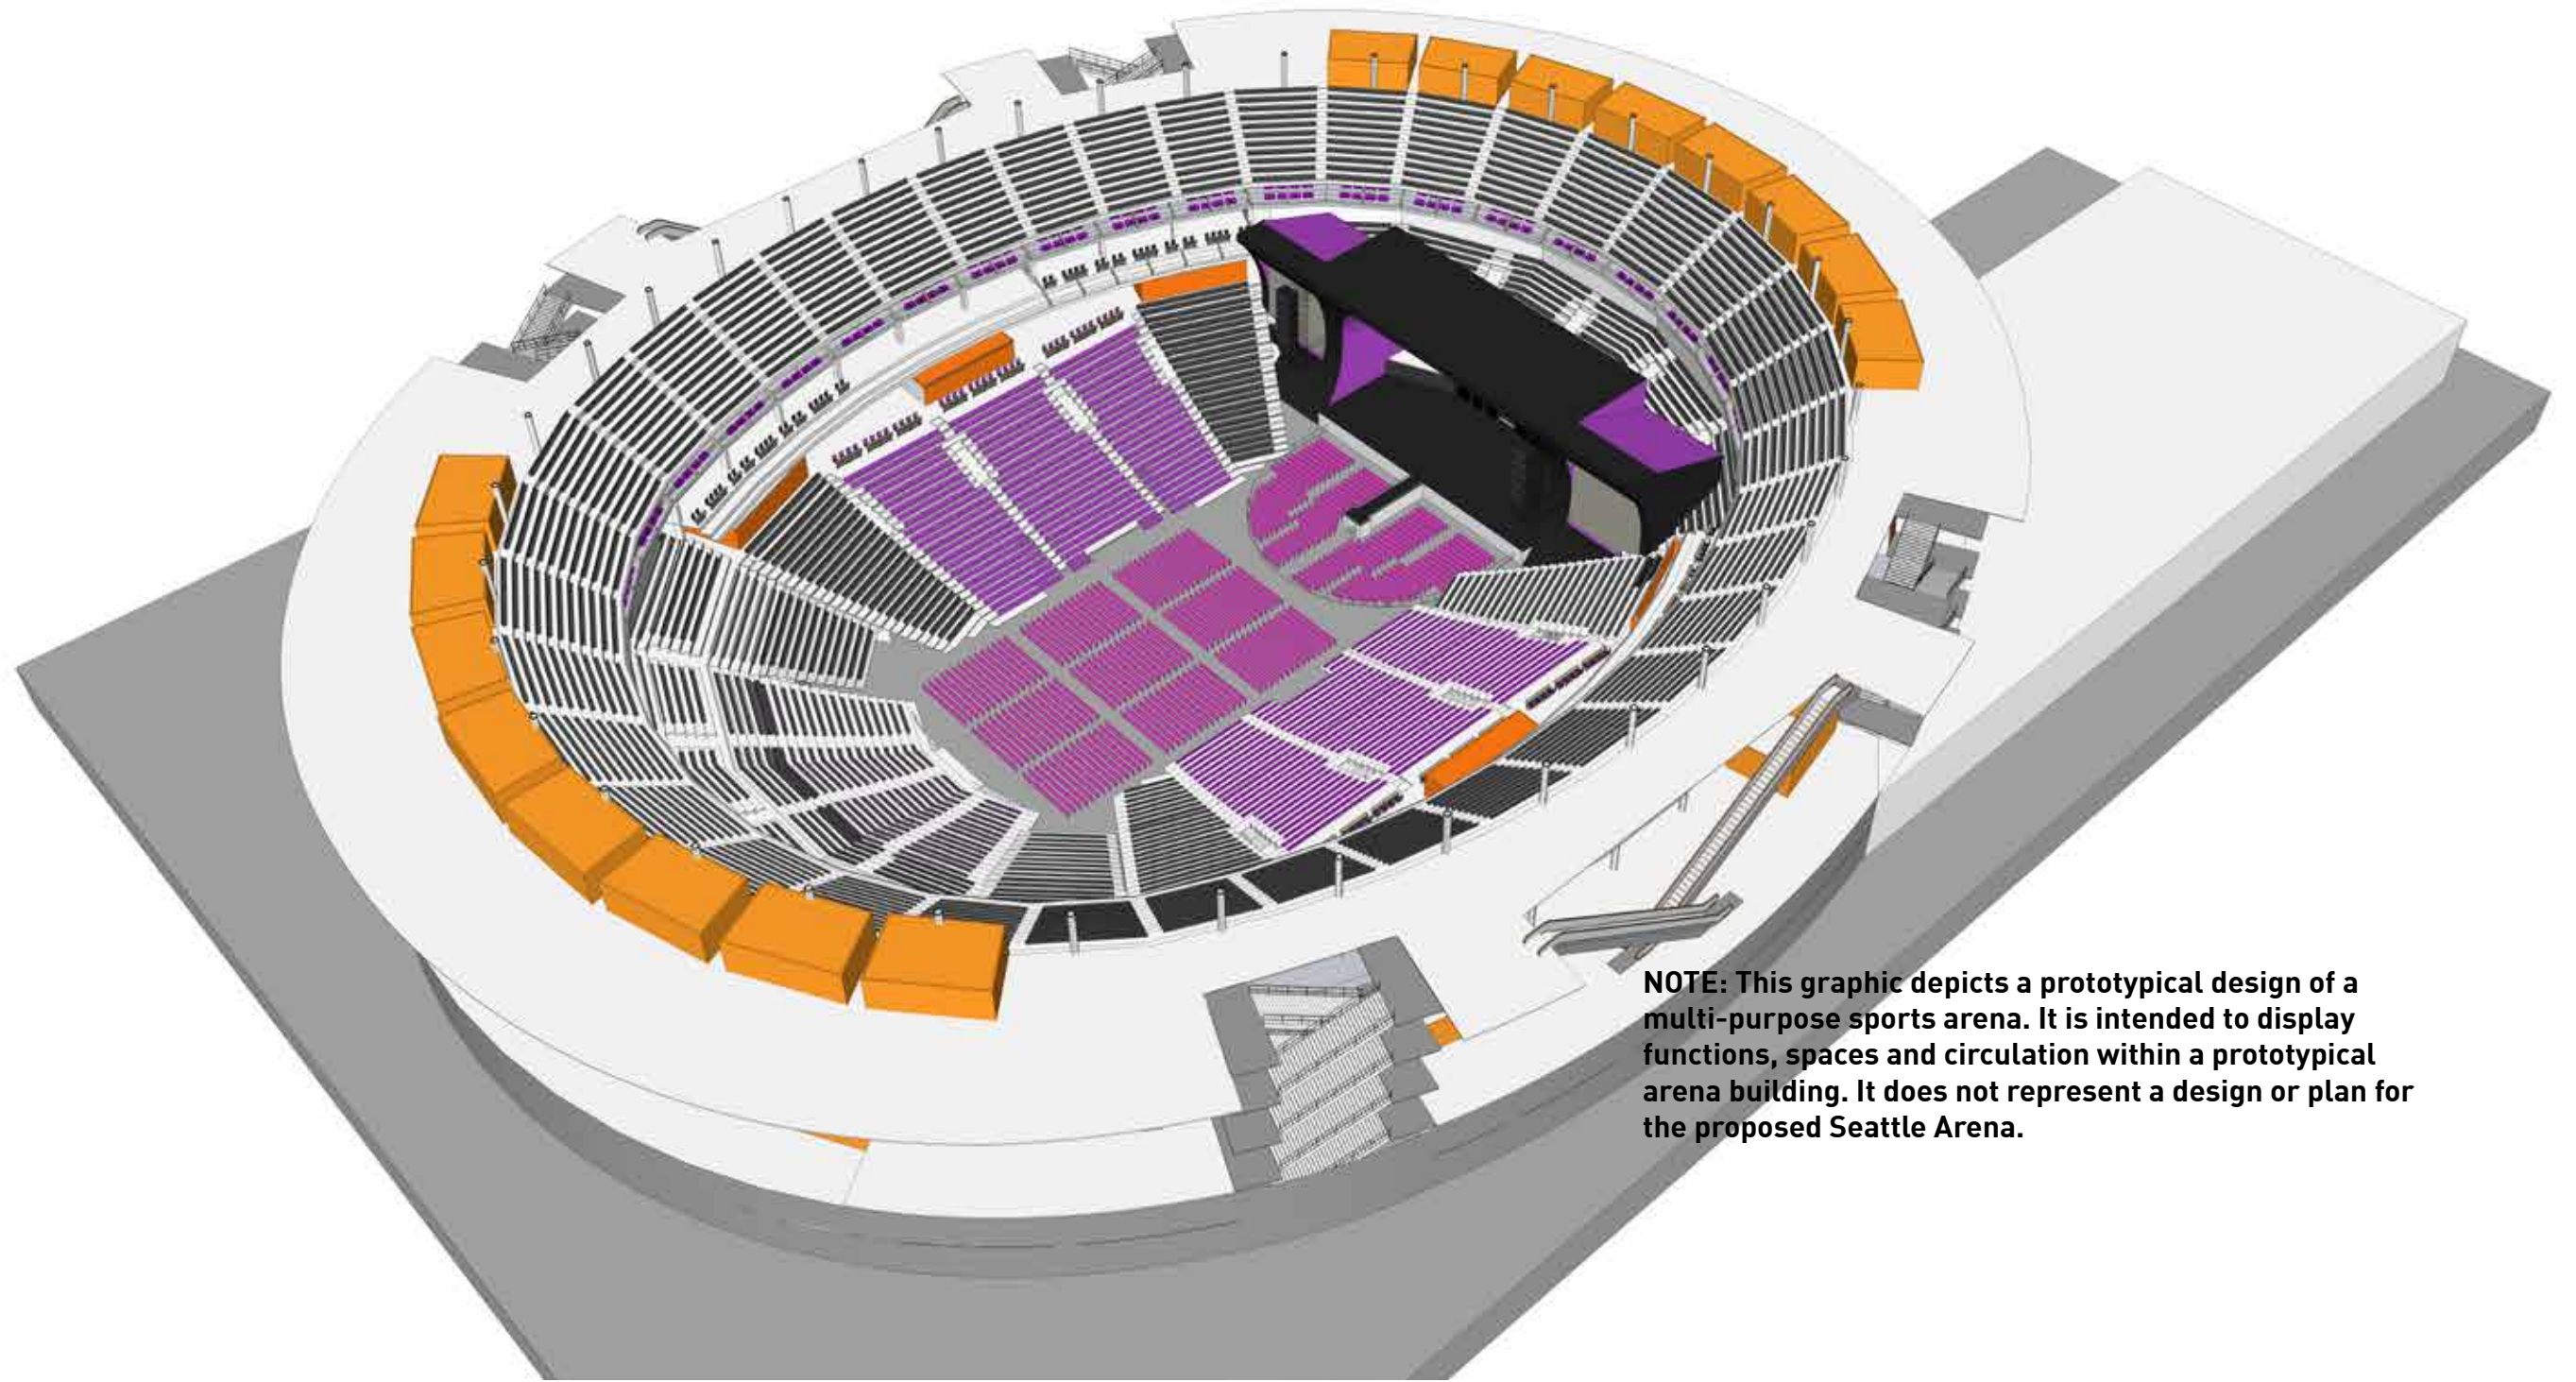 NOTE: This graphic depicts a prototypical design of a
multi-purpose sports arena. It is intended to display
functions, spaces and circulation within a prototypical
arena building. It does not represent a design or plan for
the proposed Seattle Arena.